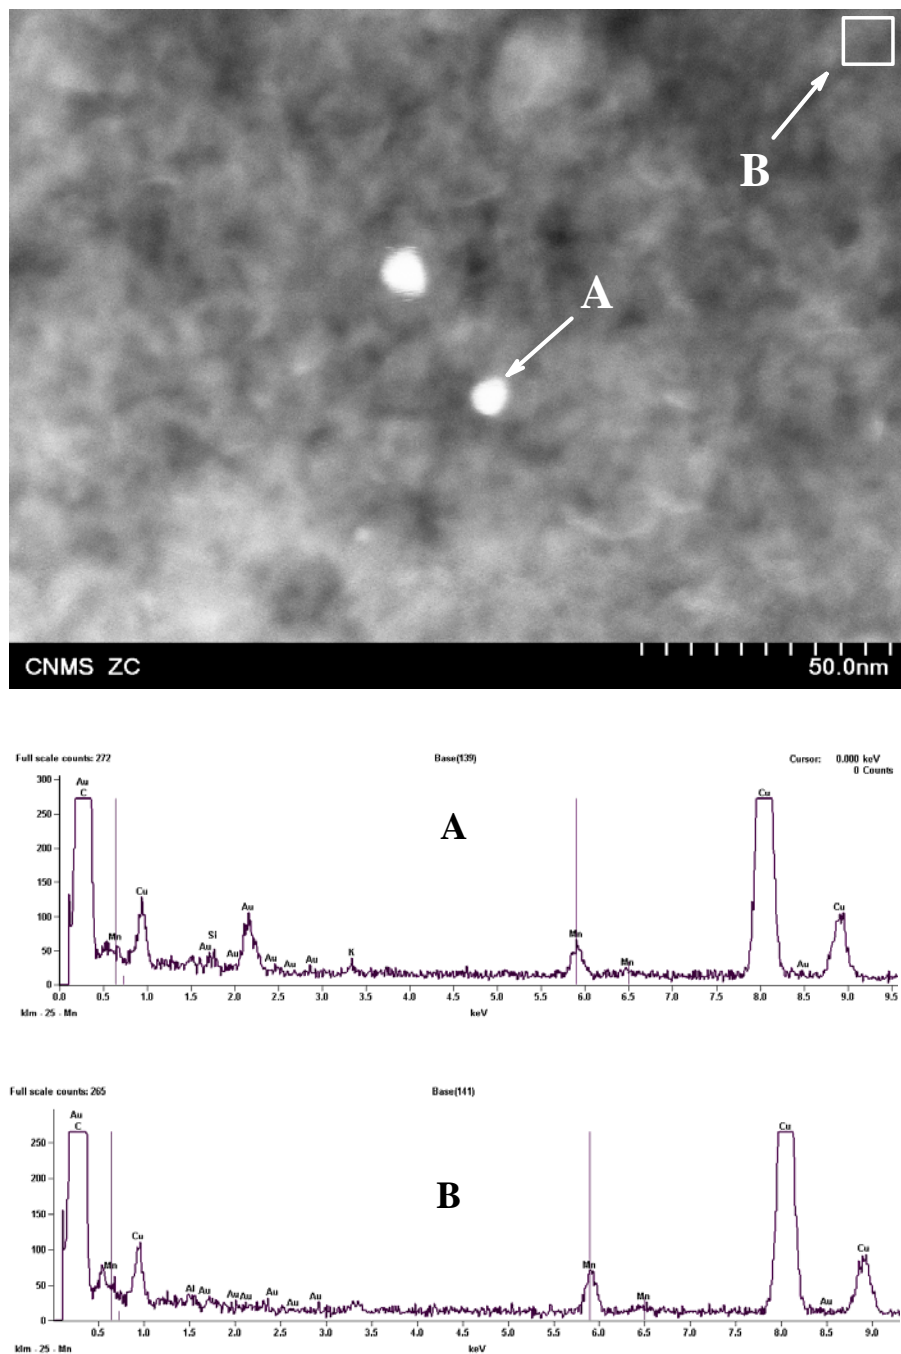 B
A
CNMS ZC
50.0nm
Full scale counts: 272
Base(139)
Cursor: 0.000 keV
0 Counts
A
300
250
200
150
100
50
0
Au
C
Mn
Cu
Au
Si
Au
Au
Au
Au
Au
K
Mn
Mn
Cu
Au
Cu
0.0 0.5 1.0 1.5 2.0 2.5 3.0 3.5 4.0 4.5 5.0 5.5 6.0 6.5 7.0 7.5 8.0 8.5 9.0 9.5
klm - 25 - Mn
keV
Full scale counts: 265
Base(141)
B
250
200
150
100
50
0
Au
C
Mn
Cu
Al
Au
Au
Au
Au
Au
Au
Mn
Mn
Cu
Au
Cu
0.5 1.0 1.5 2.0 2.5 3.0 3.5 4.0 4.5 5.0 5.5 6.0 6.5 7.0 7.5 8.0 8.5 9.0
klm - 25 - Mn
keV